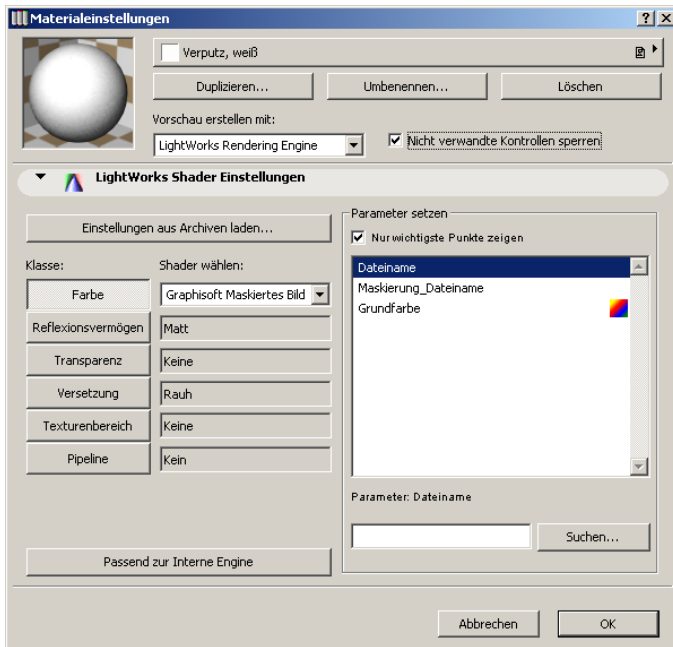 Materialeinstellungen
Verputz, weiß
Duplizieren...
Umbenennen...
Löschen
Vorschau erstellen mit:
LightWorks Rendering Engine
Nicht verwandte Kontrollen sperren
LightWorks Shader Einstellungen
Einstellungen aus Archiven laden...
Klasse:
Shader wählen:
Farbe
Graphisoft Maskiertes Bild
Reflexionsvermögen
Matt
Transparenz
Keine
Versetzung
Rauh
Texturenbereich
Keine
Pipeline
Kein
Passend zur Interne Engine
Parameter setzen
Nur wichtigste Punkte zeigen
Dateiname
Maskierung_Dateiname
Grundfarbe
Parameter: Dateiname
Suchen...
Abbrechen
OK